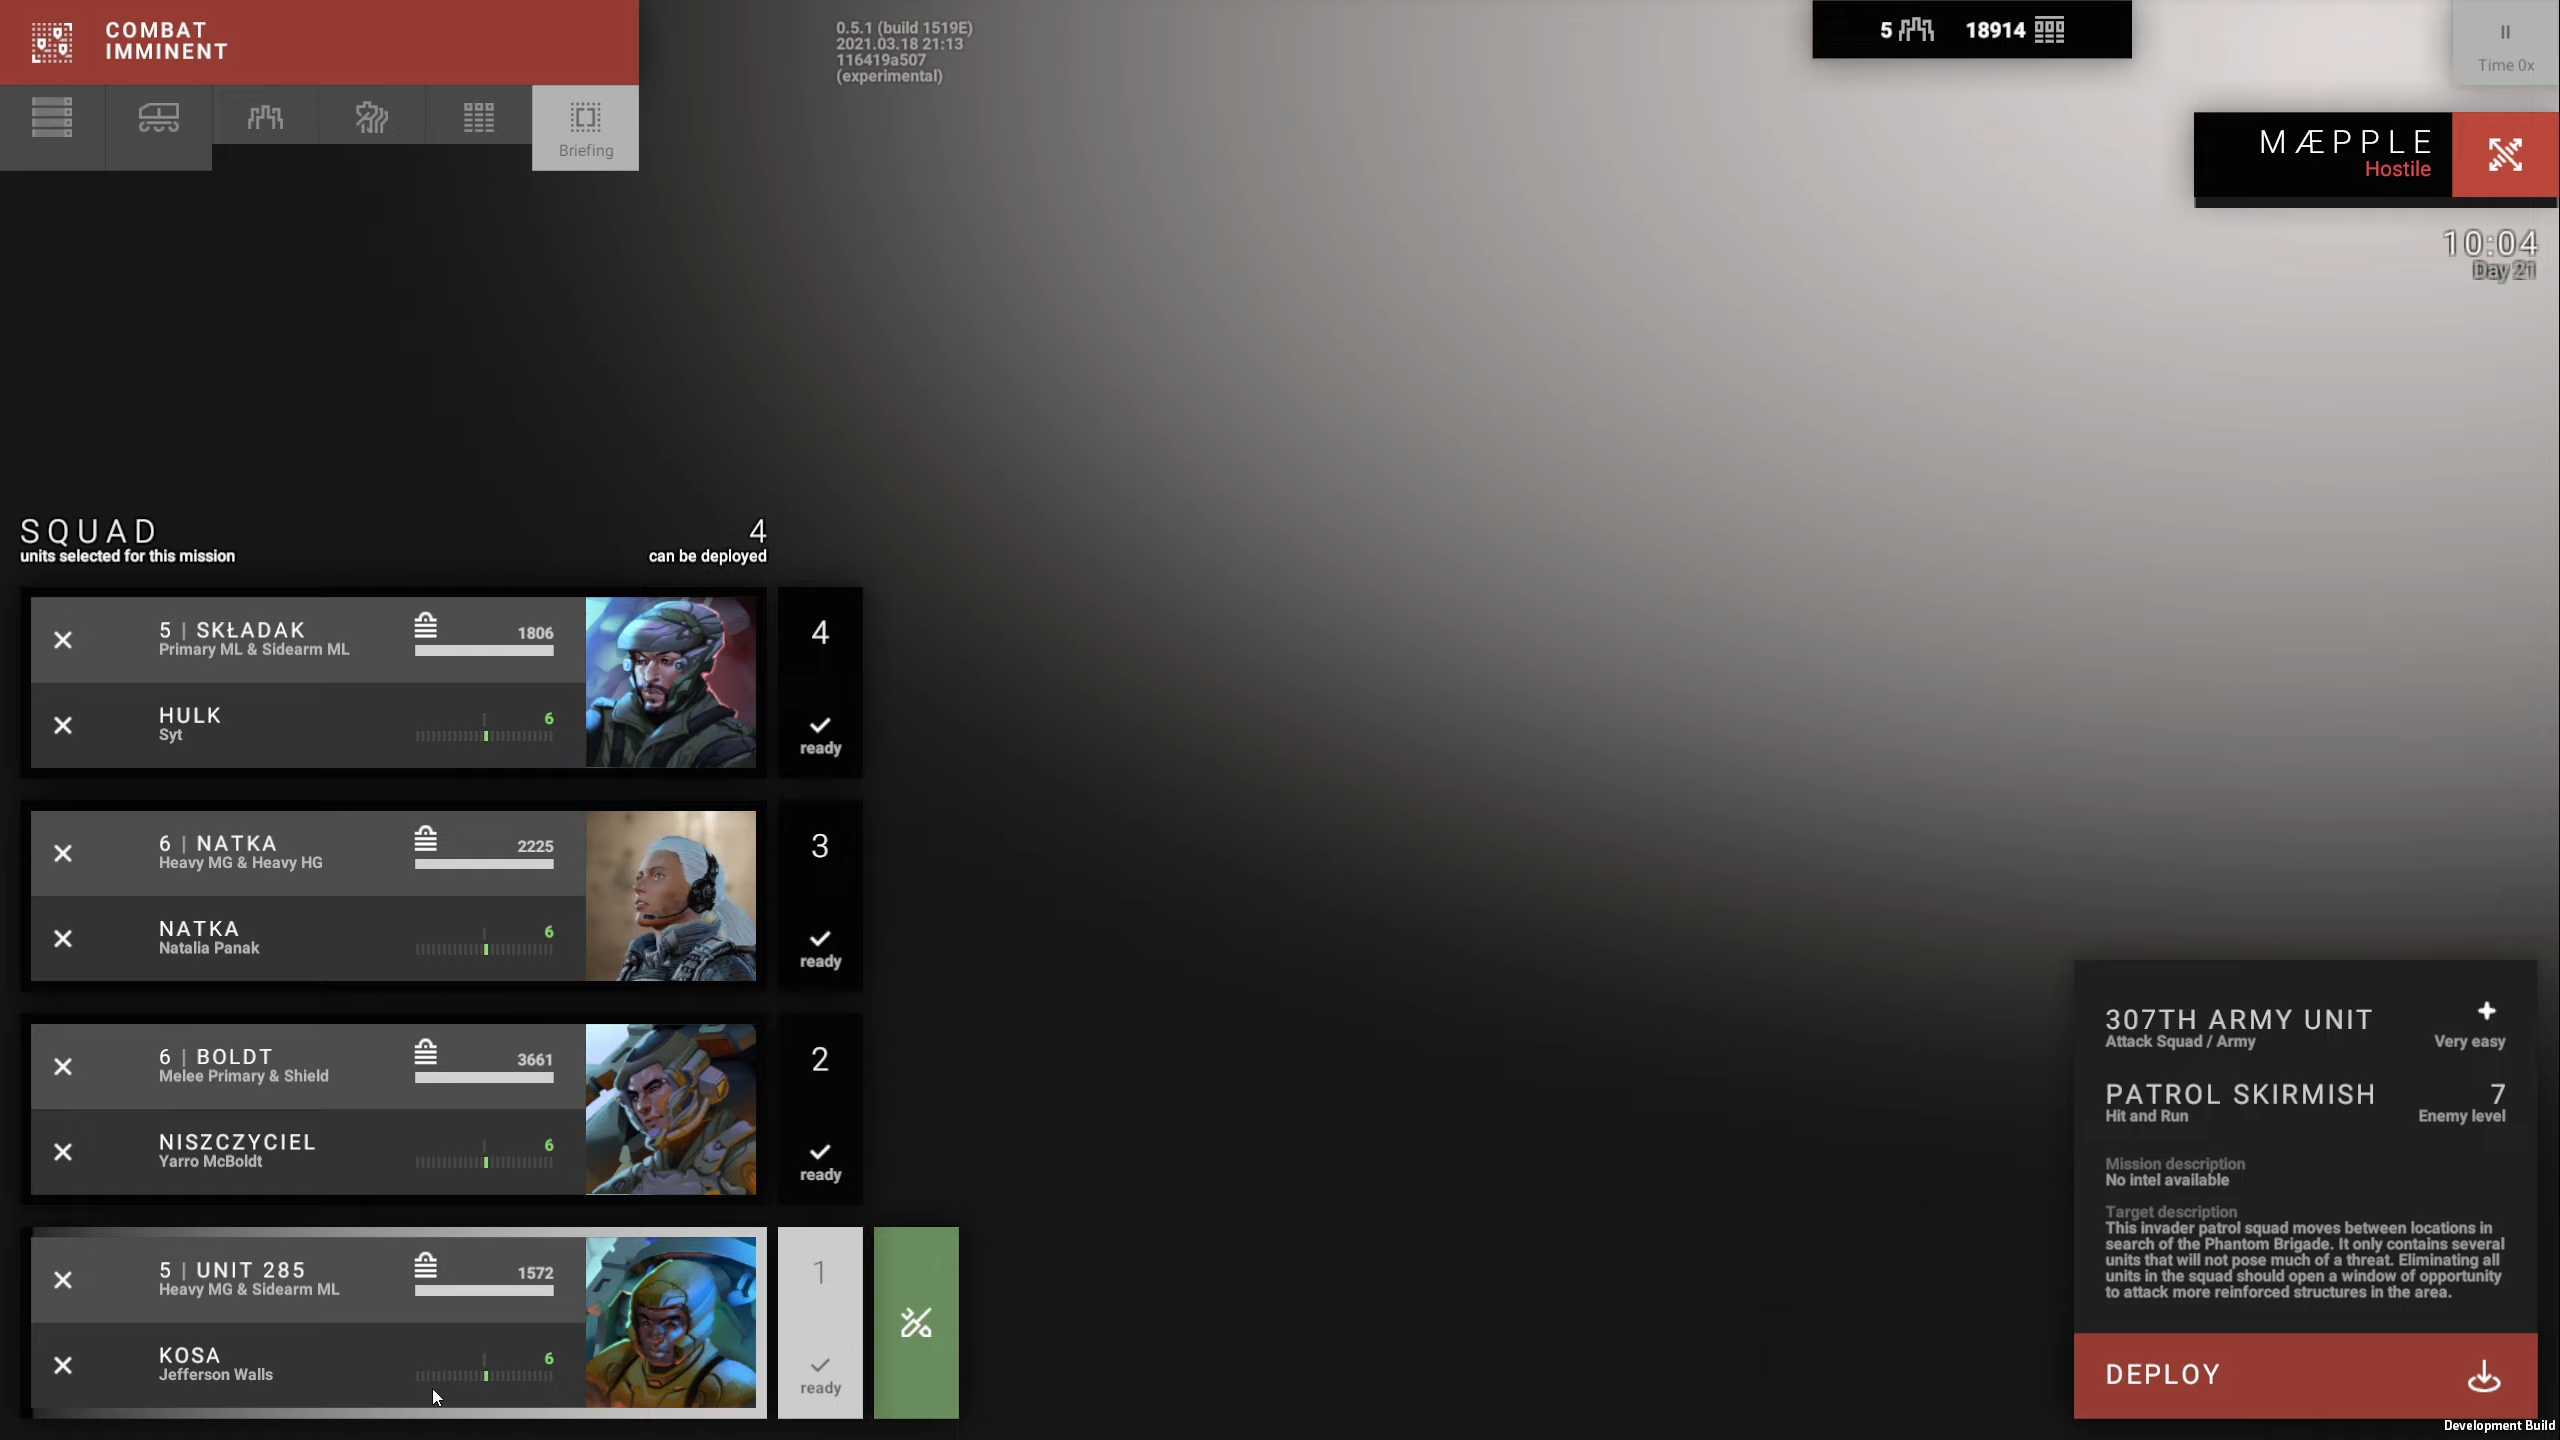 COMBAT
IMMINENT
0.5.1 (build 1519E)
2021.03.18 21:13
116419a507
(experimental)
5
18914
Time 0x
Briefing
MÆPPLE
Hostile
10:04
Day 21
SQUAD
units selected for this mission
4
can be deployed
5 | SKŁADAK
Primary ML & Sidearm ML
1806
HULK
Syt
6
4
ready
6 | NATKA
Heavy MG & Heavy HG
2225
NATKA
Natalia Panak
6
3
ready
6 | BOLDT
Melee Primary & Shield
3661
NISZCZYCIEL
Yarro McBoldt
6
2
ready
5 | UNIT 285
Heavy MG & Sidearm ML
1572
KOSA
Jefferson Walls
6
1
ready
307TH ARMY UNIT
Attack Squad / Army
Very easy
PATROL SKIRMISH
Hit and Run
7
Enemy level
Mission description
No intel available
Target description
This invader patrol squad moves between locations in
search of the Phantom Brigade. It only contains several
units that will not pose much of a threat. Eliminating all
units in the squad should open a window of opportunity
to attack more reinforced structures in the area.
DEPLOY
Development Build